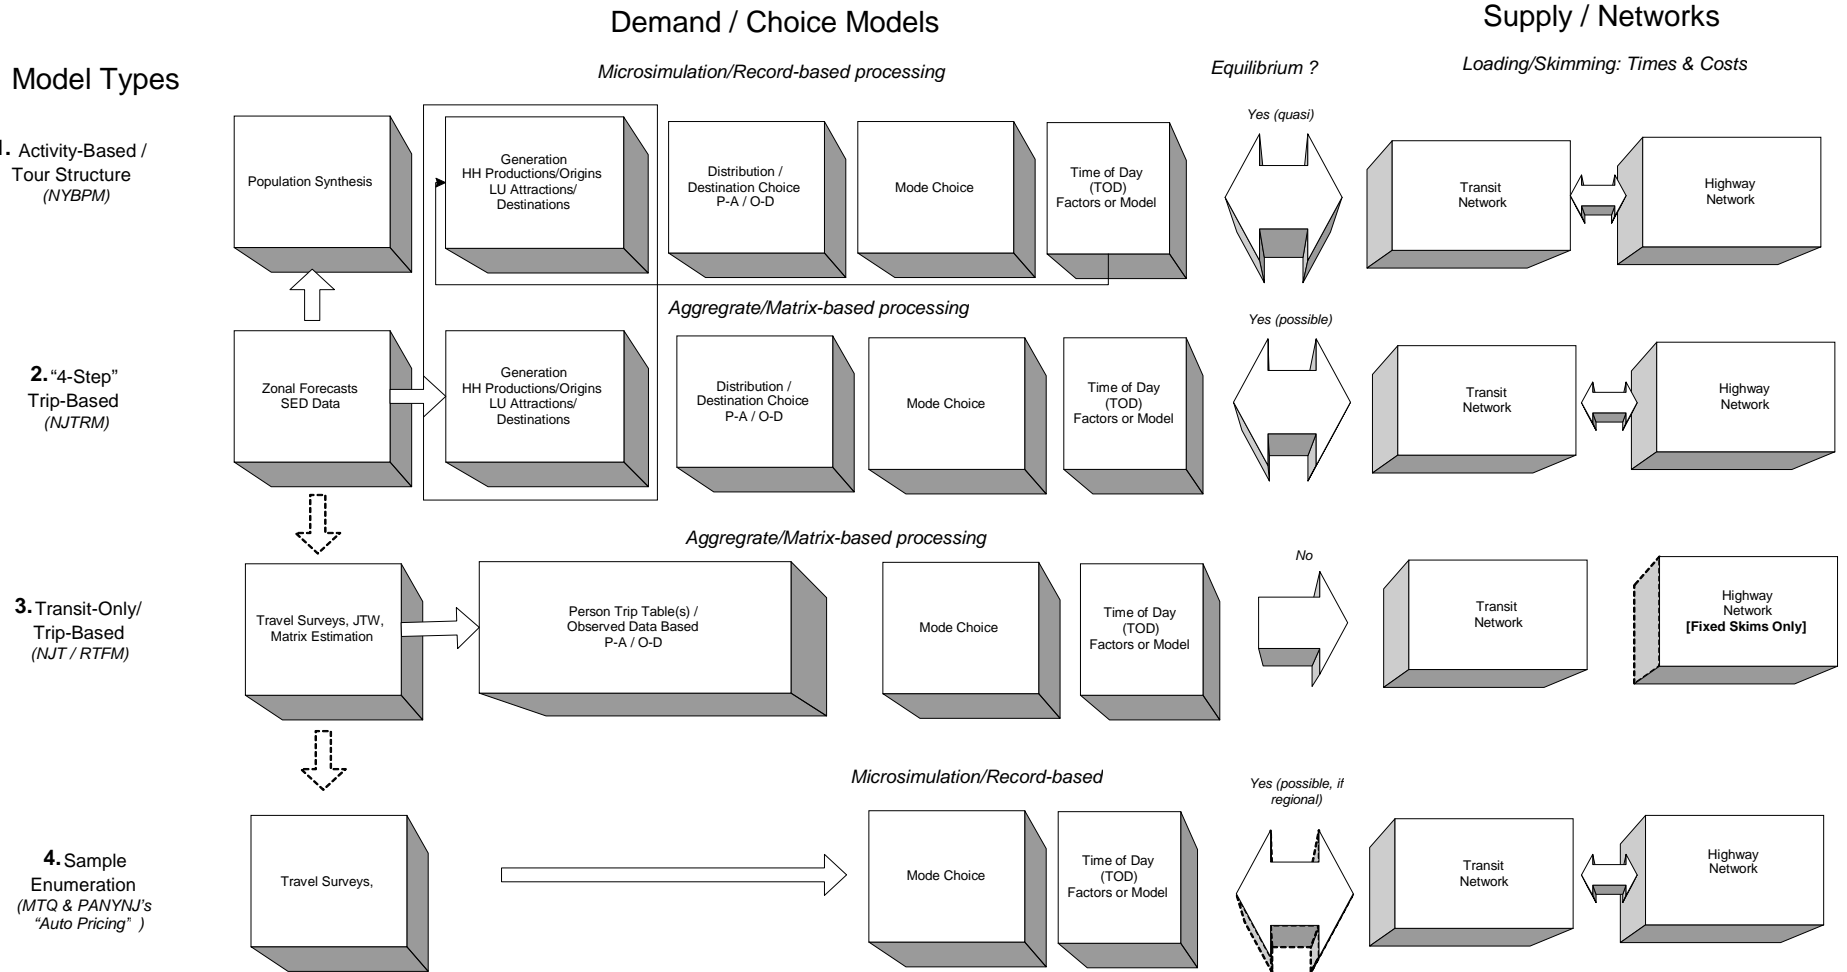 Demand / Choice Models
Supply / Networks
Model Types
Microsimulation/Record-based processing
Equilibrium ?
Loading/Skimming: Times & Costs
1. Activity-Based /
Tour Structure
(NYBPM)
Population Synthesis
Generation
HH Productions/Origins
LU Attractions/
Destinations
Distribution /
Destination Choice
P-A / O-D
Mode Choice
Time of Day
(TOD)
Factors or Model
Yes (quasi)
Transit
Network
Highway
Network
Aggregrate/Matrix-based processing
2. “4-Step”
Trip-Based
(NJTRM)
Zonal Forecasts
SED Data
Generation
HH Productions/Origins
LU Attractions/
Destinations
Distribution /
Destination Choice
P-A / O-D
Mode Choice
Time of Day
(TOD)
Factors or Model
Yes (possible)
Transit
Network
Highway
Network
Aggregrate/Matrix-based processing
3. Transit-Only/
Trip-Based
(NJT / RTFM)
Travel Surveys, JTW,
Matrix Estimation
Person Trip Table(s) /
Observed Data Based
P-A / O-D
Mode Choice
Time of Day
(TOD)
Factors or Model
No
Transit
Network
Highway
Network
[Fixed Skims Only]
Microsimulation/Record-based
4. Sample
Enumeration
(MTQ & PANYNJ’s
“Auto Pricing” )
Travel Surveys,
Mode Choice
Time of Day
(TOD)
Factors or Model
Yes (possible, if
regional)
Transit
Network
Highway
Network